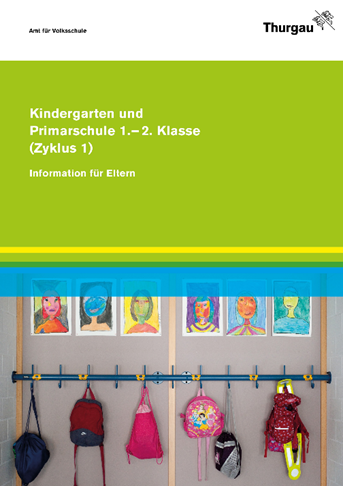 Amt für Volksschule
Thurgau
Kindergarten und
Primarschule 1.–2. Klasse
(Zyklus 1)
Information für Eltern